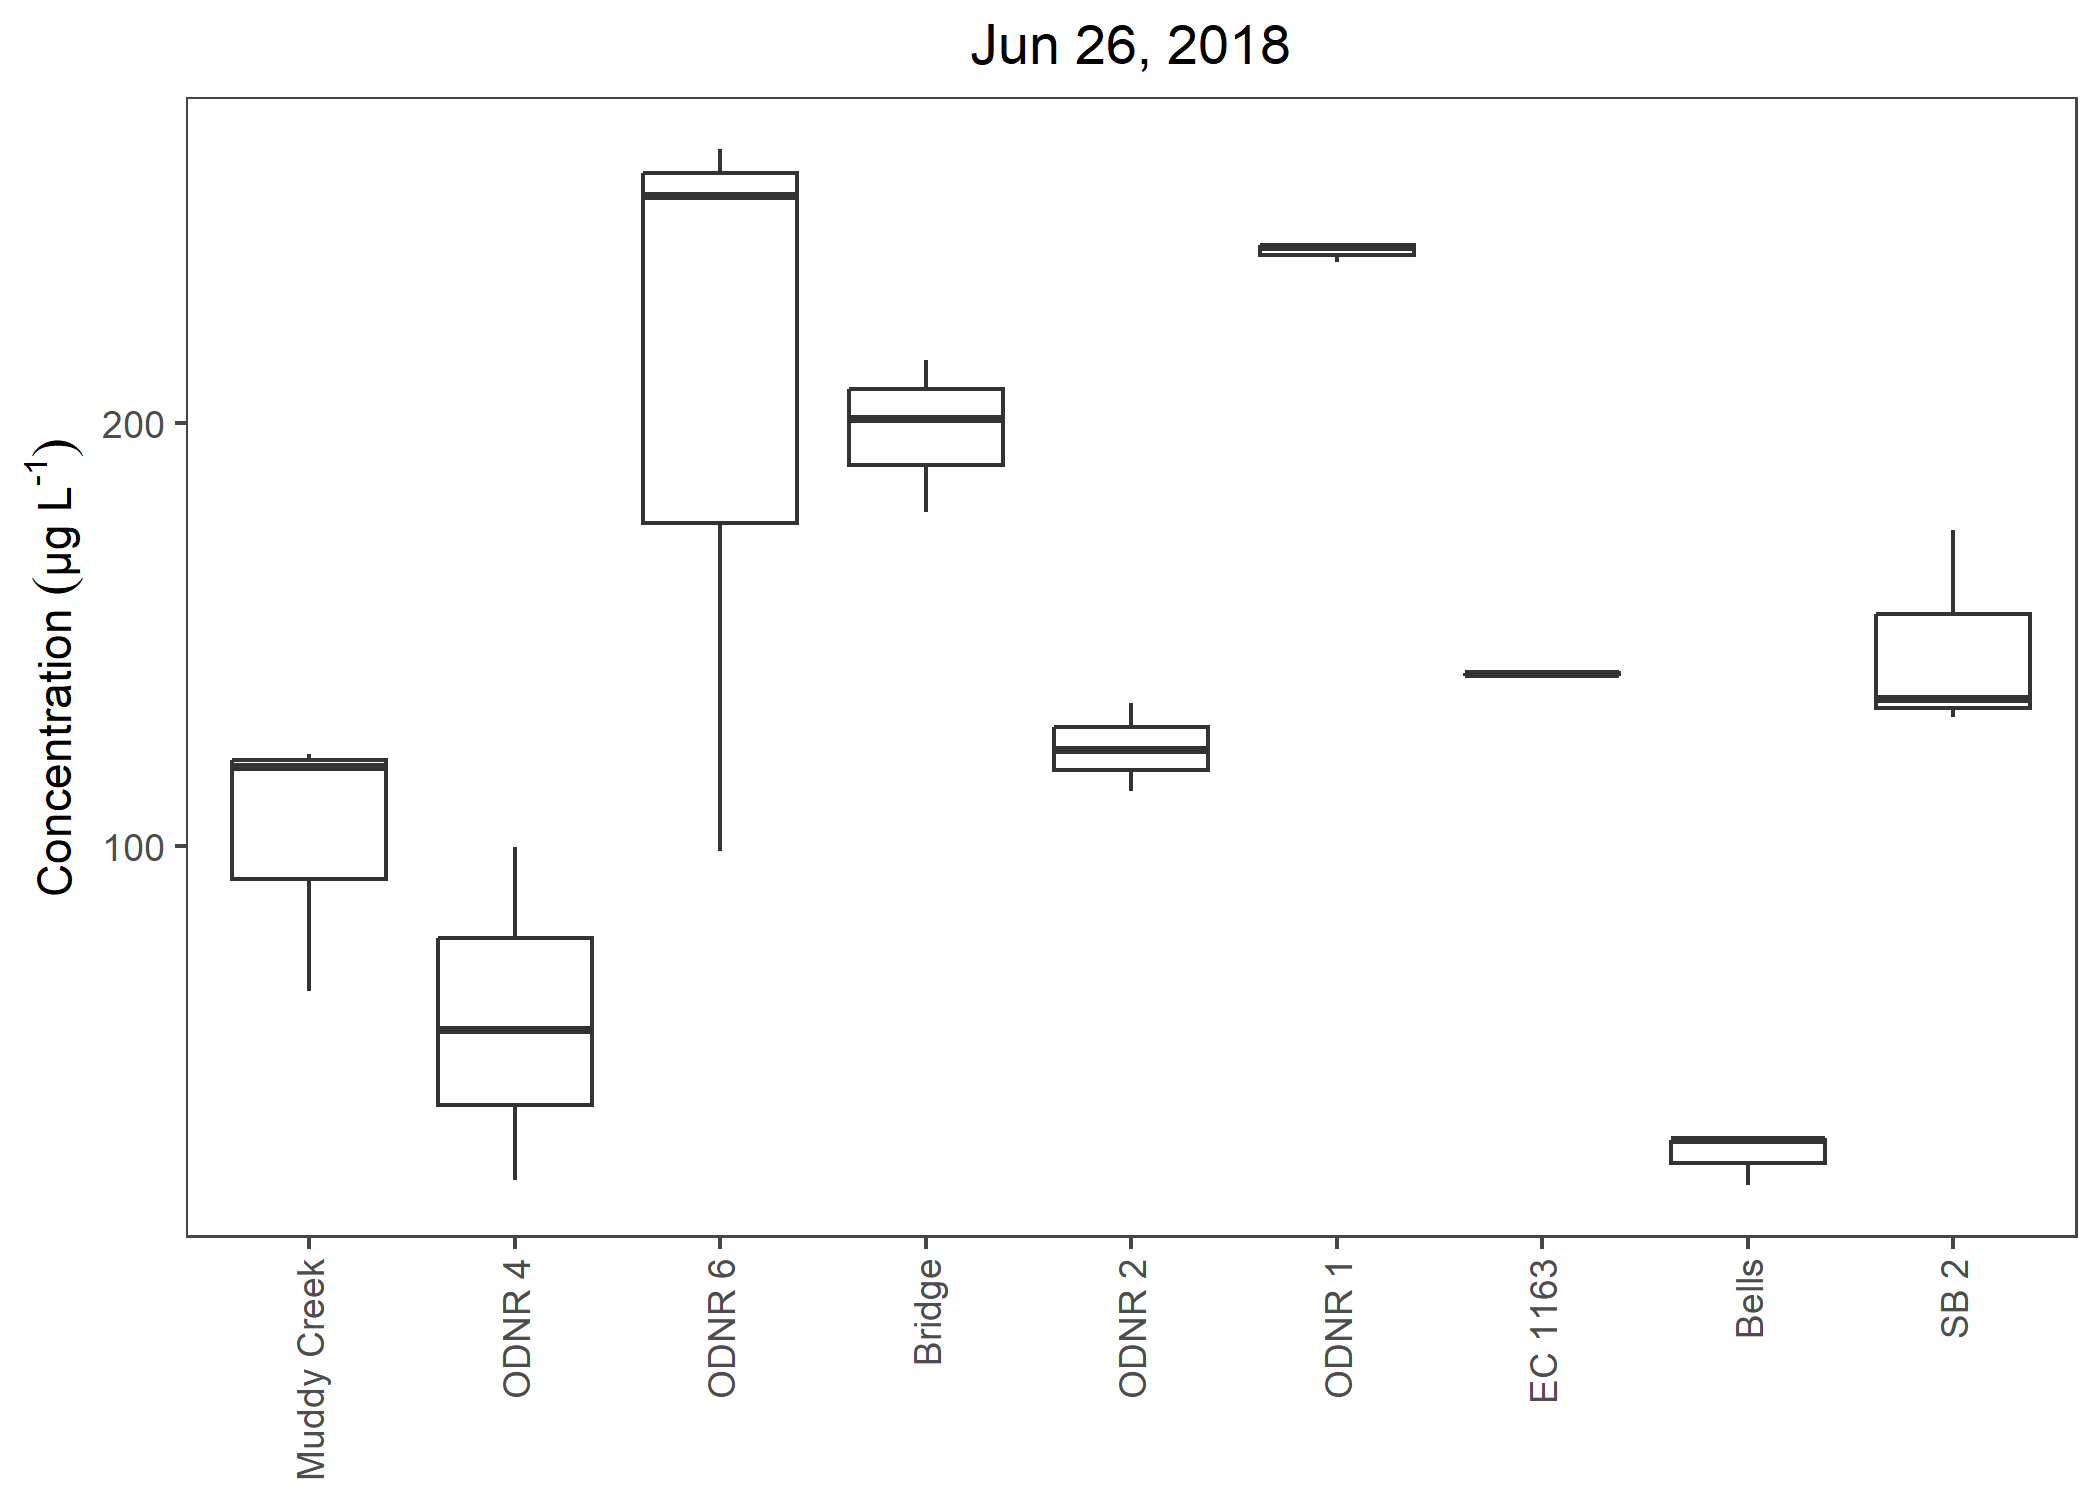 Jun 26, 2018
Concentration (µg L⁻¹)
200
100
Muddy Creek
ODNR 4
ODNR 6
Bridge
ODNR 2
ODNR 1
EC 1163
Bells
SB 2